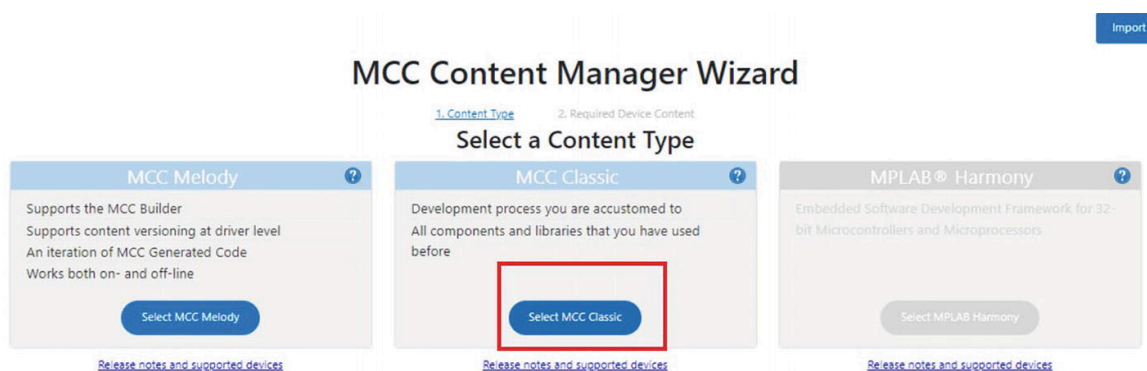 Import
MCC Content Manager Wizard
1. Content Type
2. Required Device Content
Select a Content Type
MCC Melody
?
Supports the MCC Builder
Supports content versioning at driver level
An iteration of MCC Generated Code
Works both on- and off-line
Select MCC Melody
Release notes and supported devices
MCC Classic
?
Development process you are accustomed to
All components and libraries that you have used
before
Select MCC Classic
Release notes and supported devices
MPLAB® Harmony
?
Embedded Software Development Framework for 32-
bit Microcontrollers and Microprocessors
Select MPLAB Harmony
Release notes and supported devices